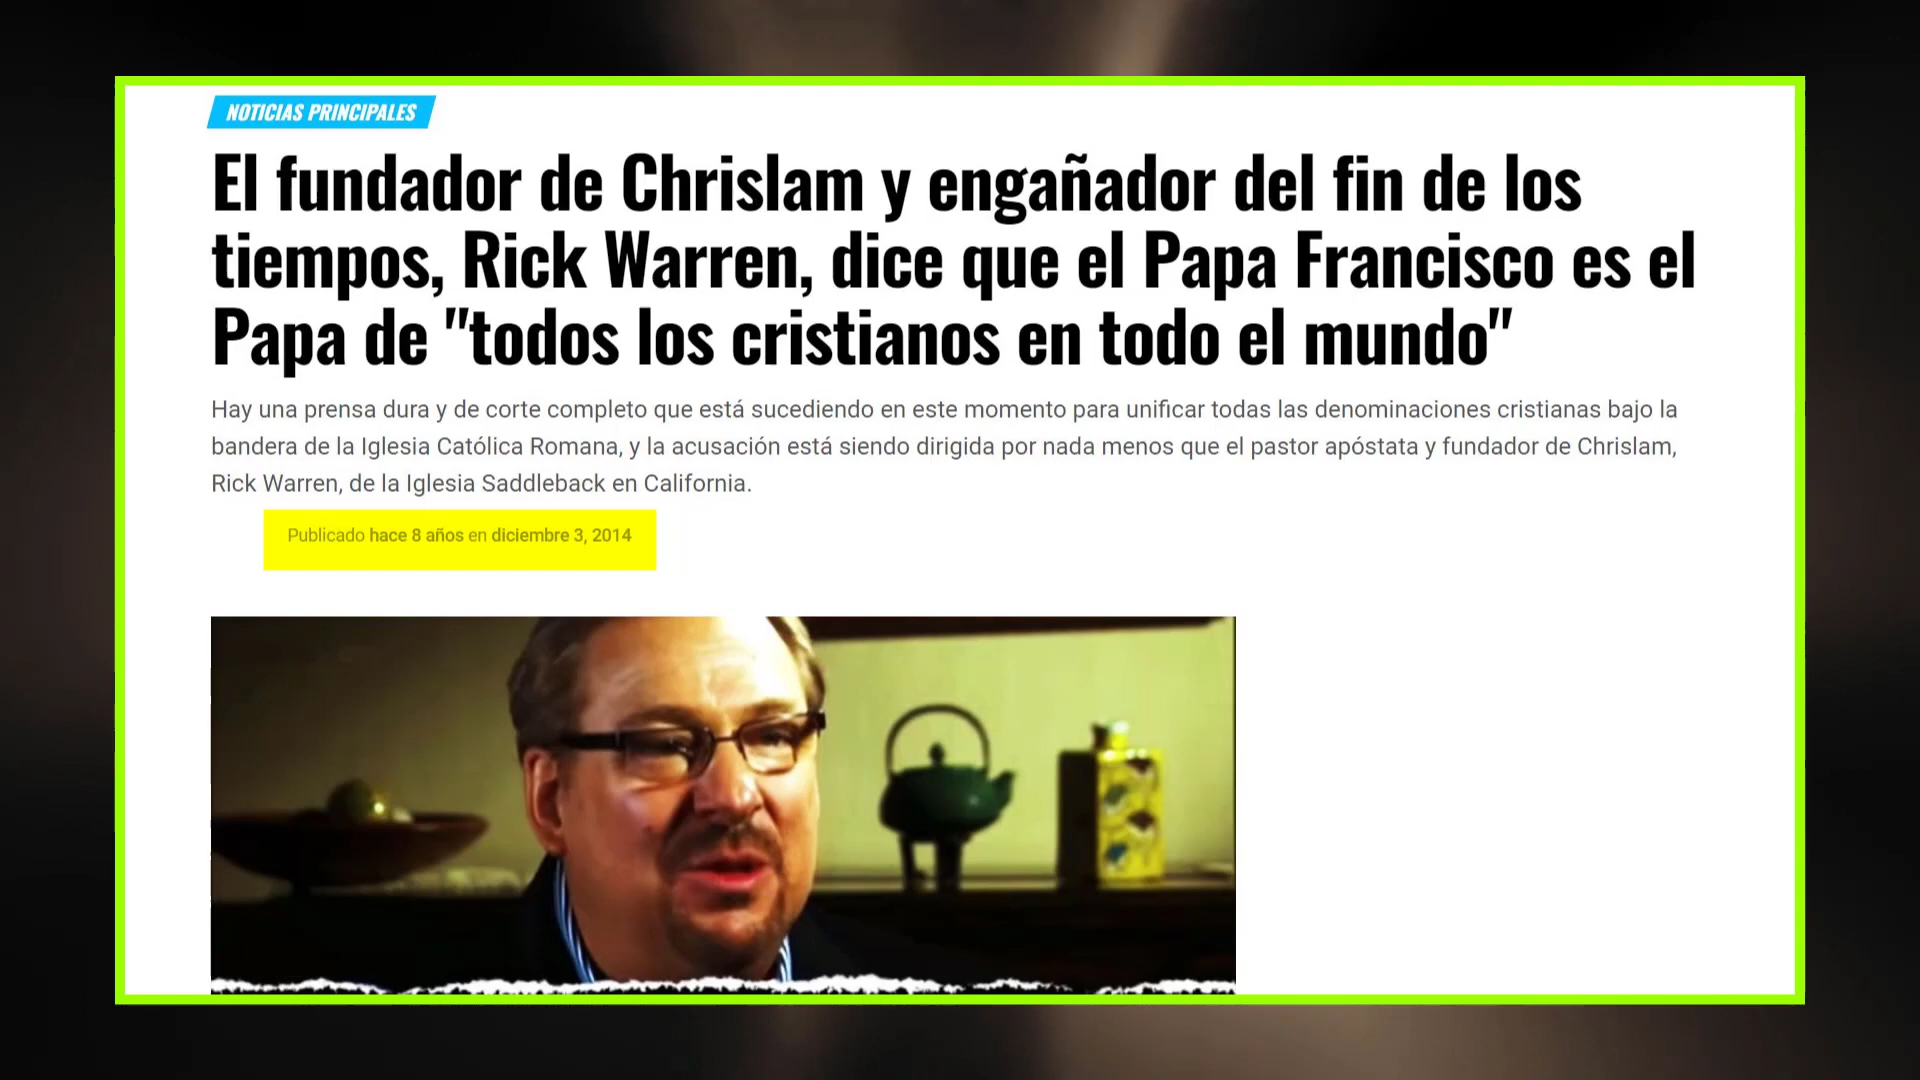 NOTICIAS PRINCIPALES
El fundador de Chrislam y engañador del fin de los
tiempos, Rick Warren, dice que el Papa Francisco es el
Papa de "todos los cristianos en todo el mundo"
Hay una prensa dura y de corte completo que está sucediendo en este momento para unificar todas las denominaciones cristianas bajo la
bandera de la Iglesia Católica Romana, y la acusación está siendo dirigida por nada menos que el pastor apóstata y fundador de Chrislam,
Rick Warren, de la Iglesia Saddleback en California.
Publicado hace 8 años en diciembre 3, 2014